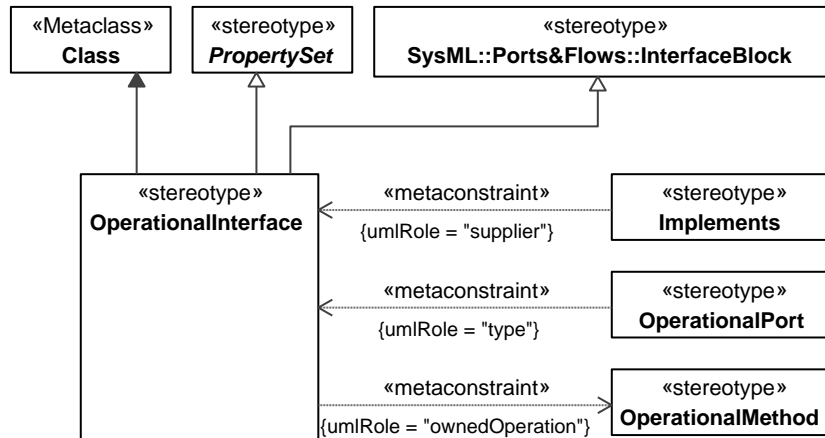 «Metaclass»
Class
«stereotype»
PropertySet
«stereotype»
SysML::Ports&Flows::InterfaceBlock
«stereotype»
OperationalInterface
«metaconstraint»
{umlRole = "supplier"}
«stereotype»
Implements
«metaconstraint»
{umlRole = "type"}
«stereotype»
OperationalPort
«metaconstraint»
{umlRole = "ownedOperation"}
«stereotype»
OperationalMethod